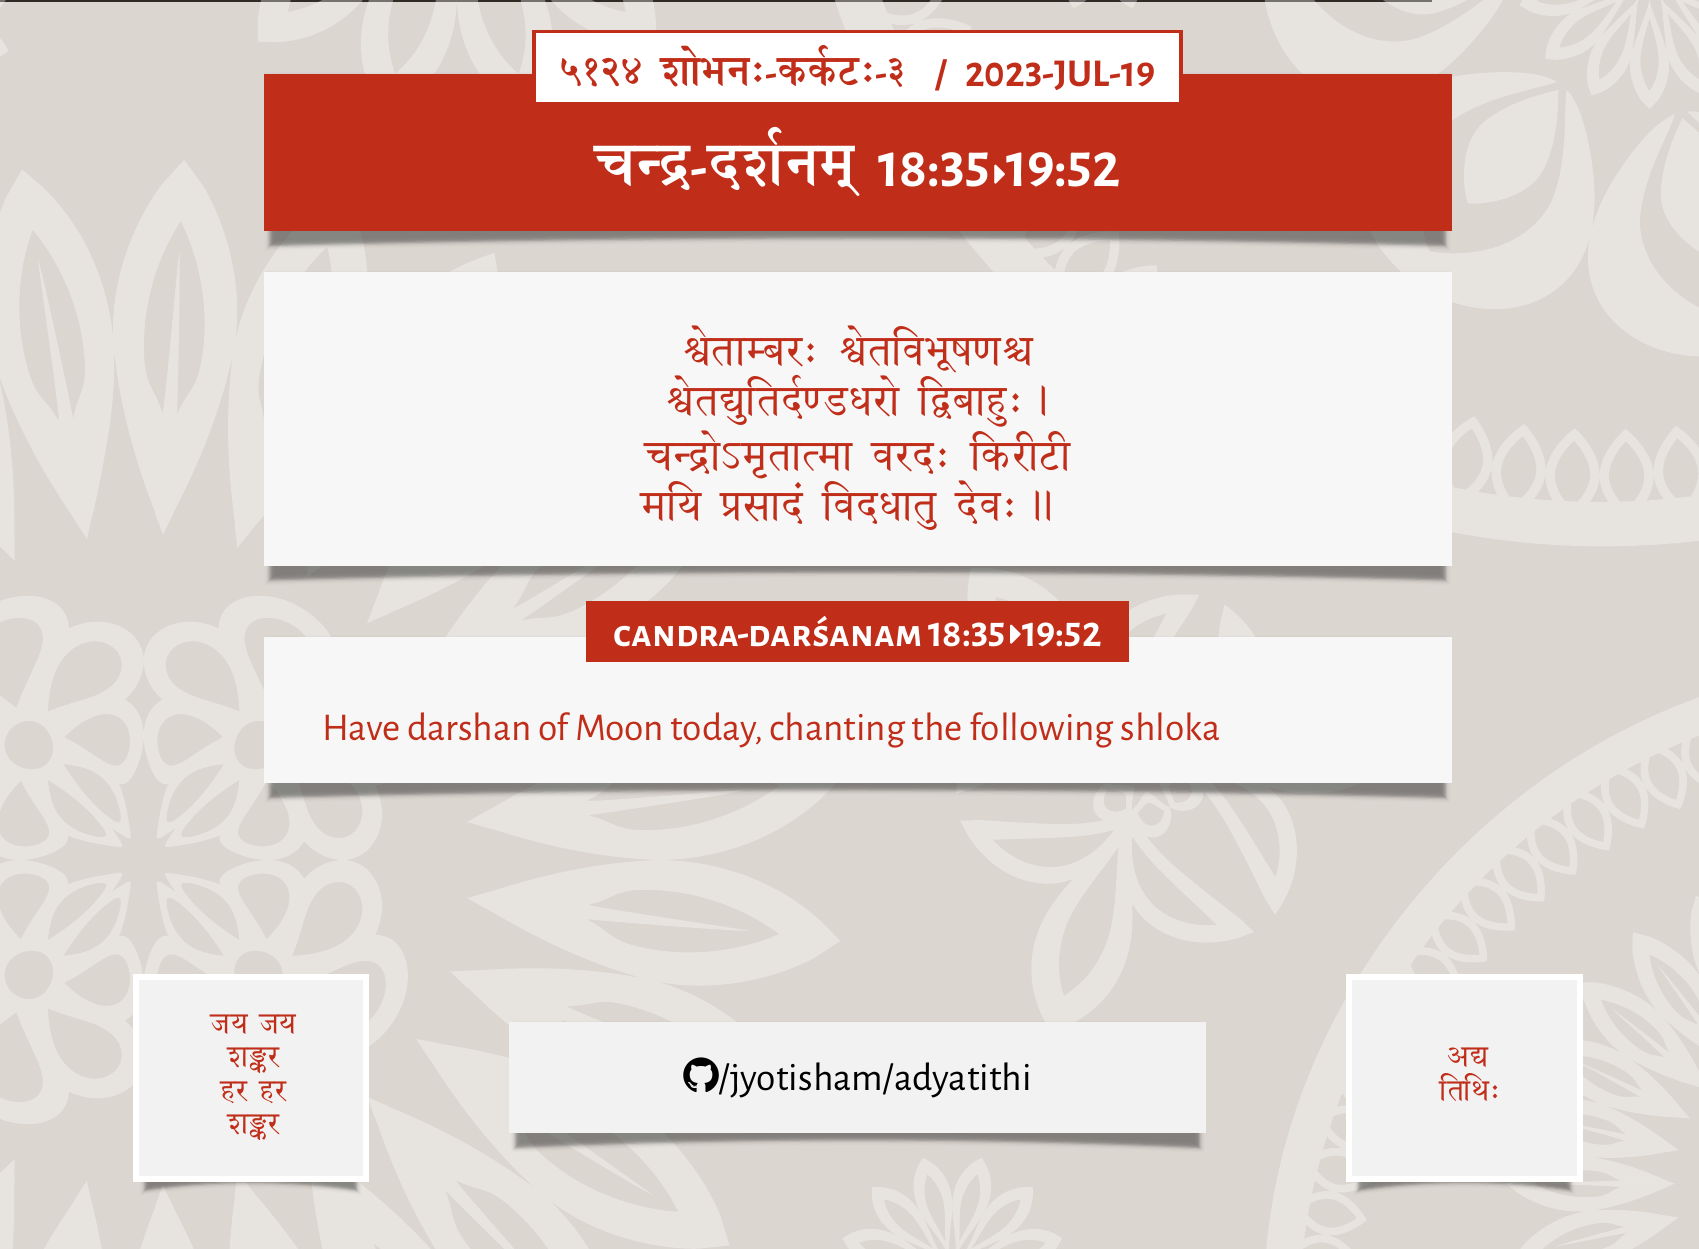 ५१२४ शोभनः-कर्कटः-३ / 2023-JUL-19
चन्द्र-दर्शनम् 18:35▸19:52
श्वेताम्बरः श्वेतविभूषणश्च
श्वेतद्युतिर्दण्डधरो द्विबाहुः।
चन्द्रोऽमृतात्मा वरदः किरीटी
मयि प्रसादं विदधातु देवः॥
CANDRA-DARŚANAM 18:35▸19:52
Have darshan of Moon today, chanting the following shloka
जय जय
शङ्कर
हर हर
शङ्कर
/jyotisham/adyatithi
अद्य
तिथिः